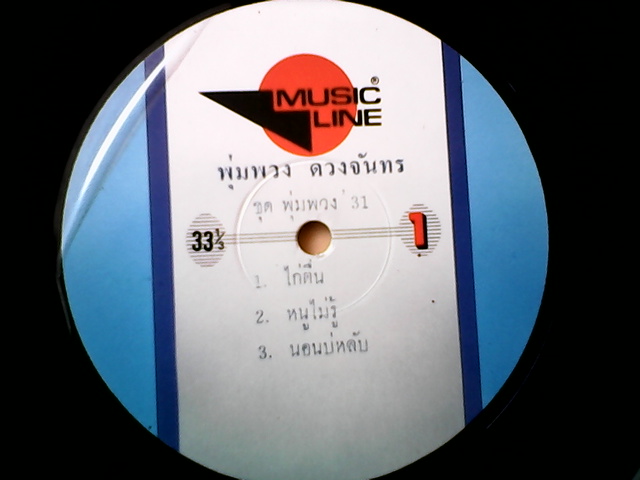 MUSIC®
LINE
พุ่มพวง ดวงจันทร
ชุด พุ่มพวง '31
33⅓
1
1. ไก่ตื่น
2. หนูไม่รู้
3. นอนบ่หลับ